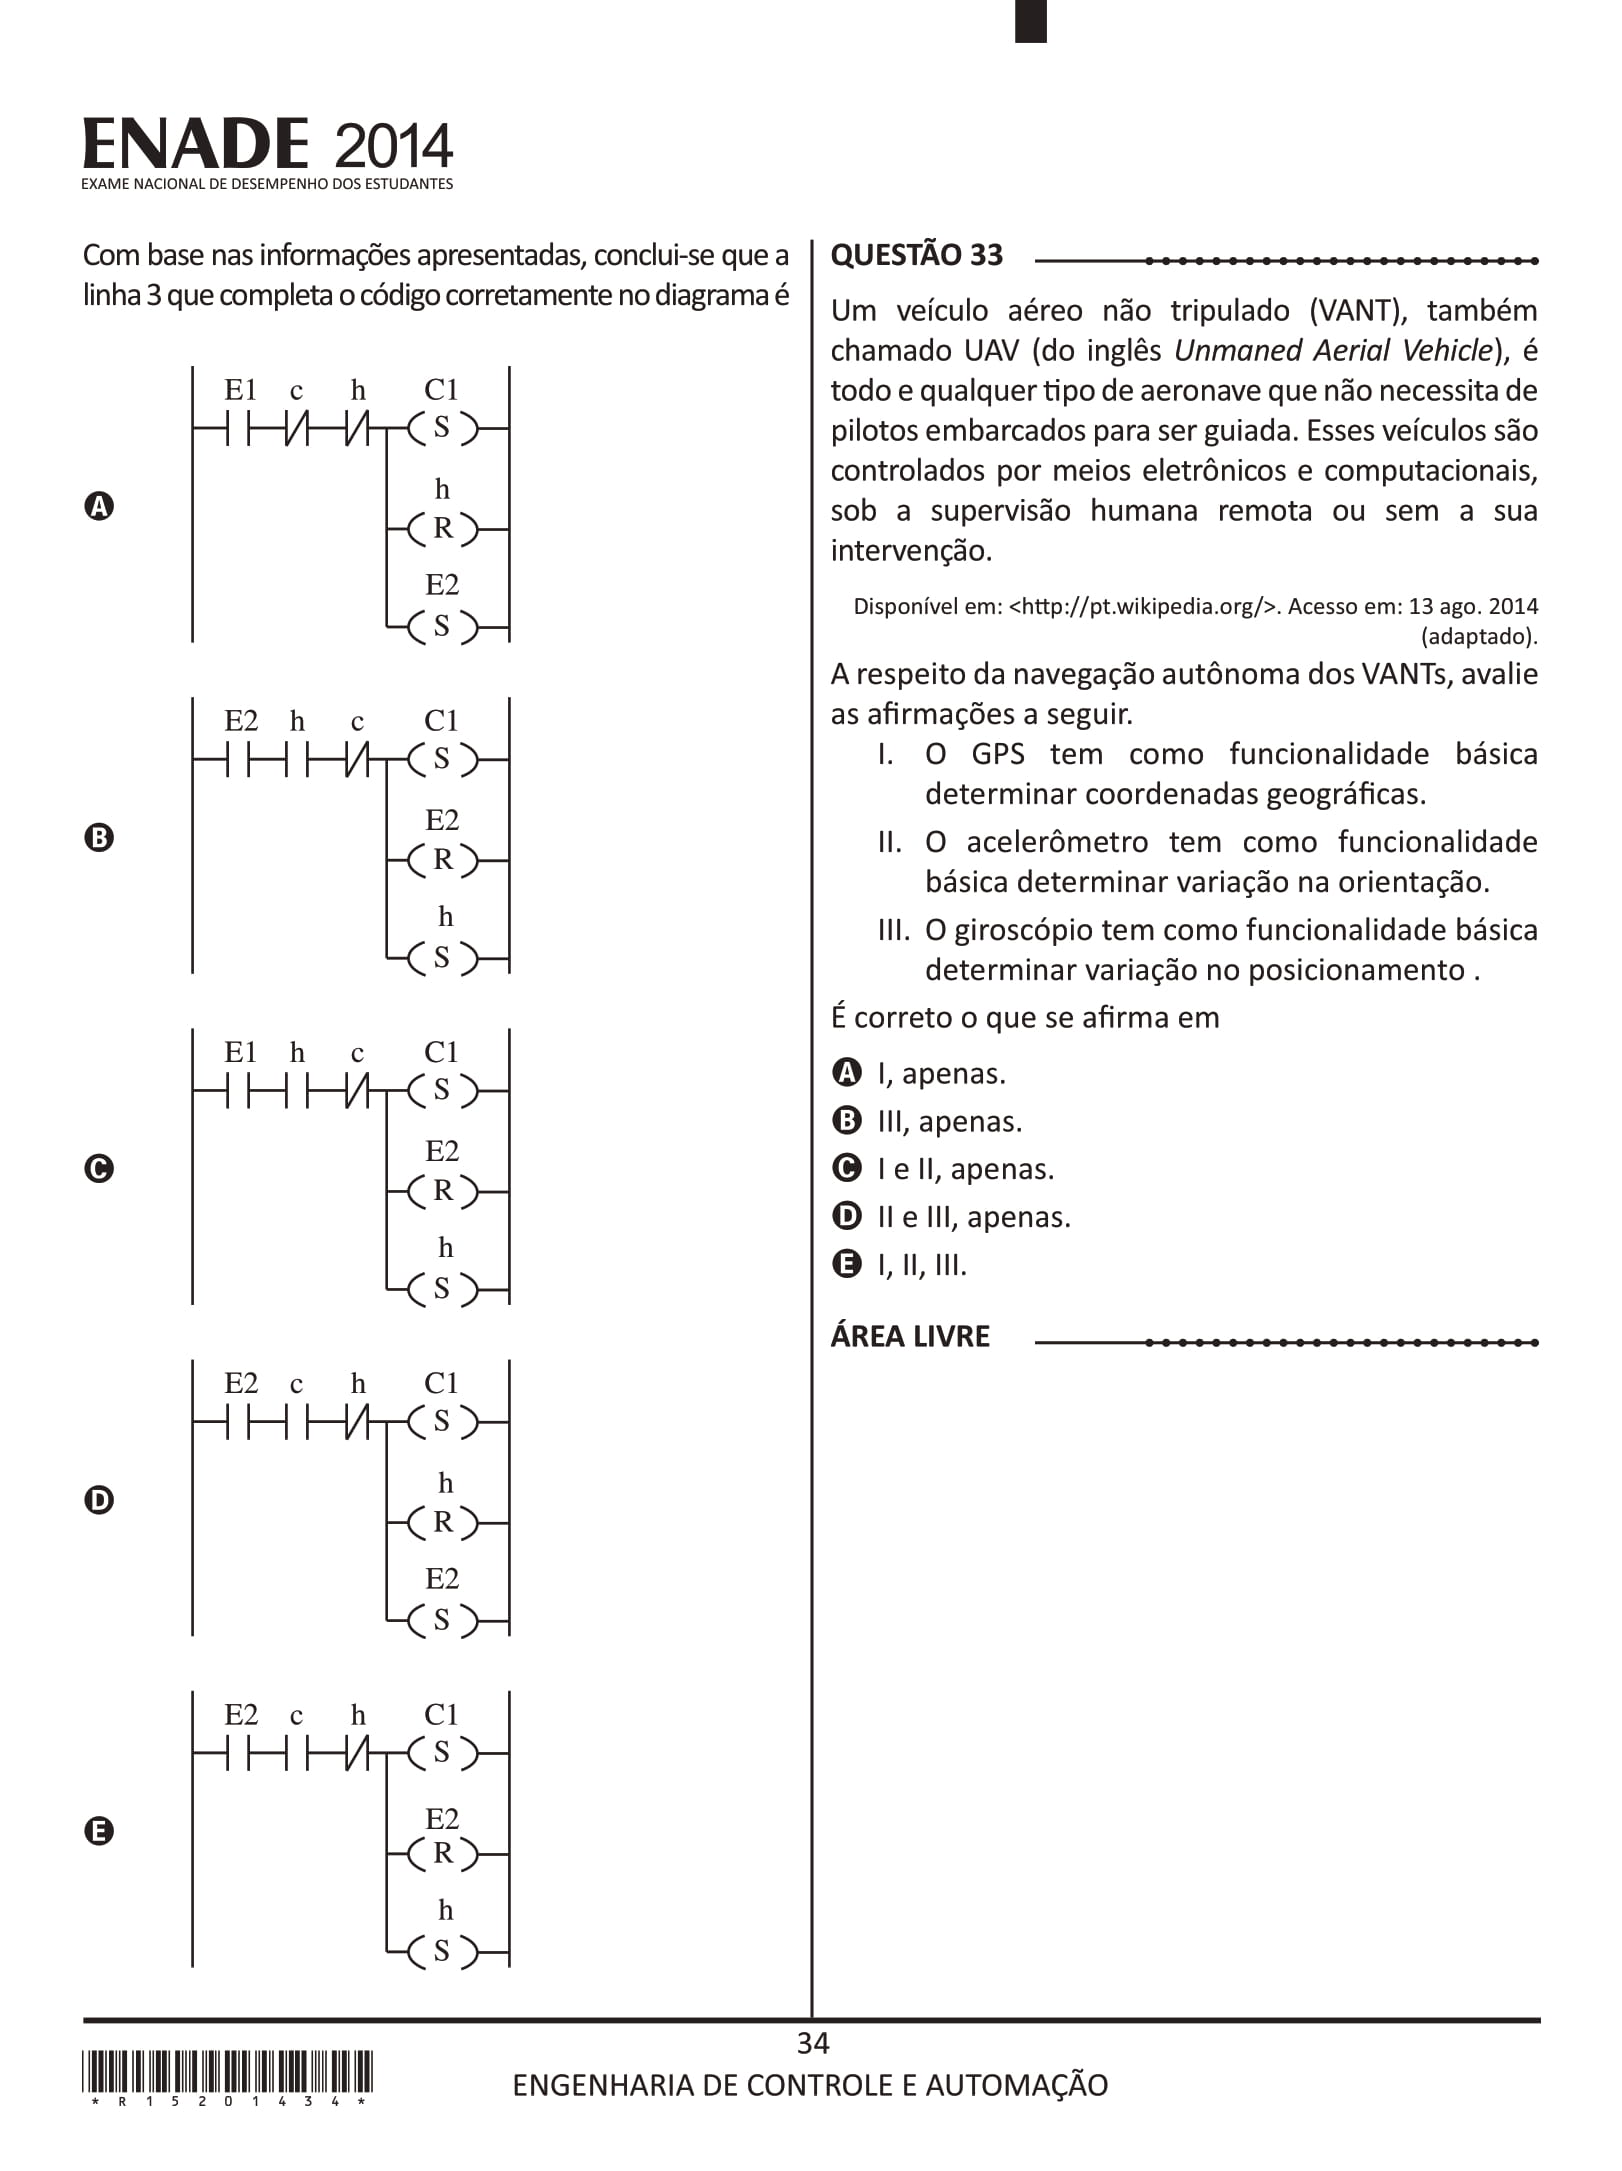 ENADE 2014
EXAME NACIONAL DE DESEMPENHO DOS ESTUDANTES
Com base nas informações apresentadas, conclui-se que a
linha 3 que completa o código corretamente no diagrama é
A
E1 c h C1
S
h
R
E2
S
B
E2 h c C1
S
E2
R
h
S
C
E1 h c C1
S
E2
R
h
S
D
E2 c h C1
S
h
R
E2
S
E
E2 c h C1
S
E2
R
h
S
QUESTÃO 33
Um veículo aéreo não tripulado (VANT), também
chamado UAV (do inglês Unmaned Aerial Vehicle), é
todo e qualquer tipo de aeronave que não necessita de
pilotos embarcados para ser guiada. Esses veículos são
controlados por meios eletrônicos e computacionais,
sob a supervisão humana remota ou sem a sua
intervenção.
Disponível em: <http://pt.wikipedia.org/>. Acesso em: 13 ago. 2014
(adaptado).
A respeito da navegação autônoma dos VANTs, avalie
as afirmações a seguir.
I. O GPS tem como funcionalidade básica
determinar coordenadas geográficas.
II. O acelerômetro tem como funcionalidade
básica determinar variação na orientação.
III. O giroscópio tem como funcionalidade básica
determinar variação no posicionamento .
É correto o que se afirma em
A I, apenas.
B III, apenas.
C I e II, apenas.
D II e III, apenas.
E I, II, III.
ÁREA LIVRE
34
ENGENHARIA DE CONTROLE E AUTOMAÇÃO
* R 1 5 2 0 1 4 3 4 *